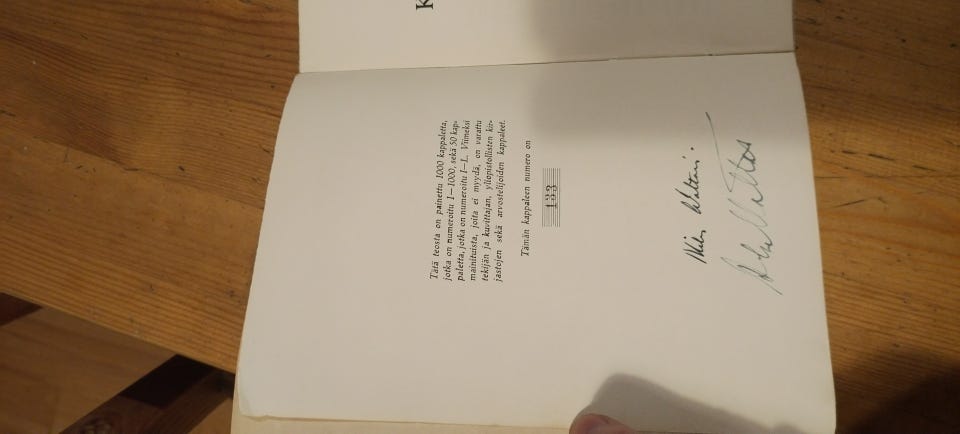 K
Tätä teosta on painettu 1000 kappaletta,
jotka on numeroitu 1—1000, sekä 50 kap-
paletta, jotka on numeroitu I—L. Viimeksi
mainituista, joita ei myydä, on varattu
tekijän ja kuvittajan, yliopistollisten kir-
jastojen sekä arvostelijoiden kappaleet.
Tämän kappaleen numero on
133
Mika Waltari.